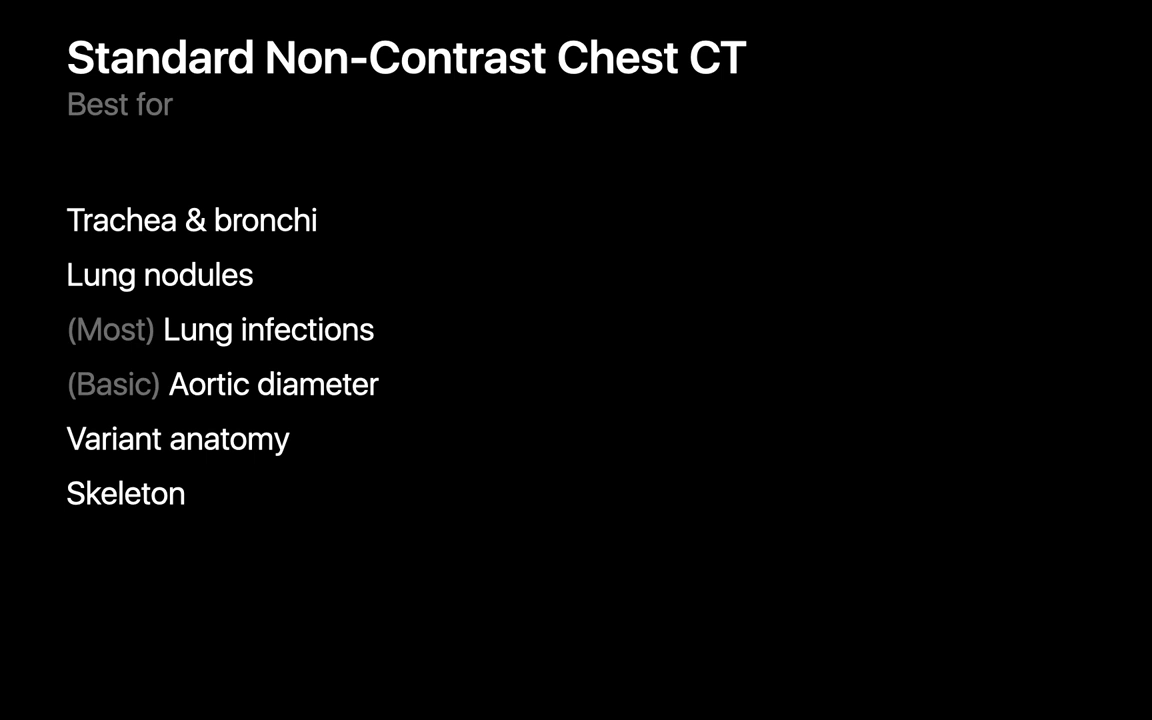 Standard Non-Contrast Chest CT
Best for
Trachea & bronchi
Lung nodules
(Most) Lung infections
(Basic) Aortic diameter
Variant anatomy
Skeleton